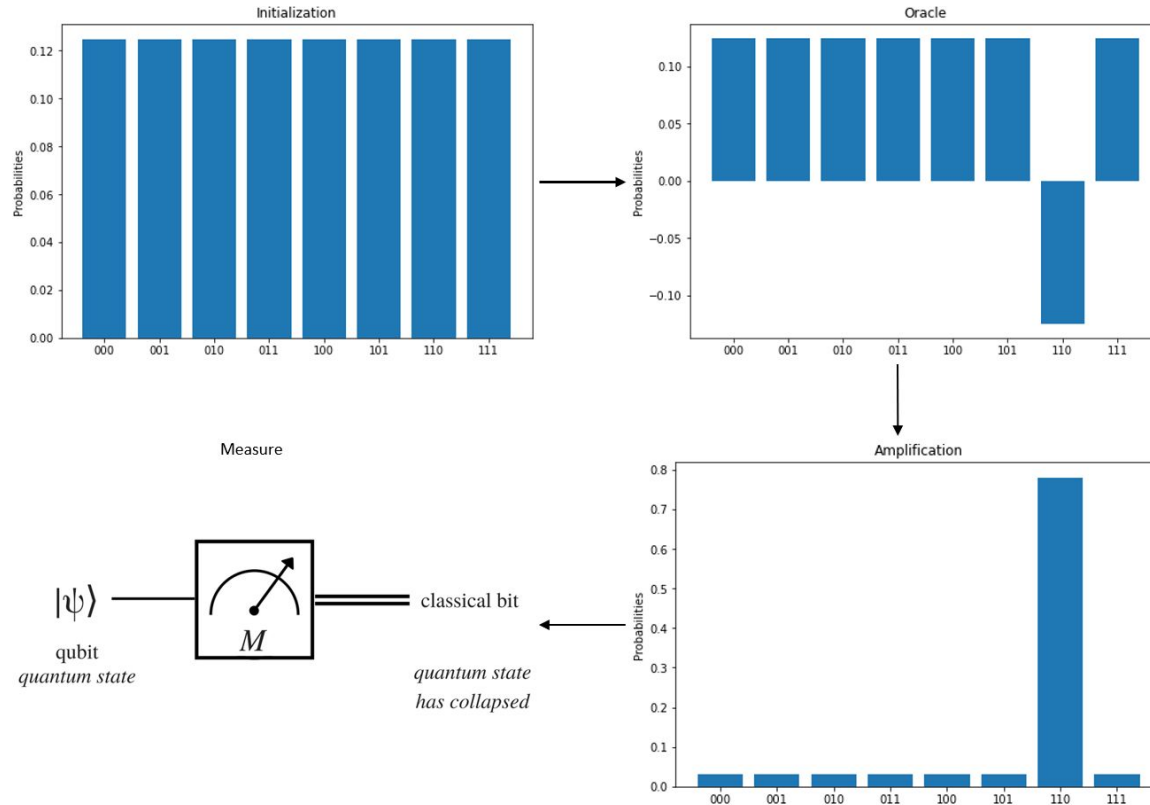 Initialization
Probabilities
0.12
0.10
0.08
0.06
0.04
0.02
0.00
000 001 010 011 100 101 110 111
Oracle
Probabilities
0.10
0.05
0.00
−0.05
−0.10
000 001 010 011 100 101 110 111
Amplification
Probabilities
0.8
0.7
0.6
0.5
0.4
0.3
0.2
0.1
0.0
000 001 010 011 100 101 110 111
Measure
|ψ⟩
qubit
quantum state
M
classical bit
quantum state
has collapsed